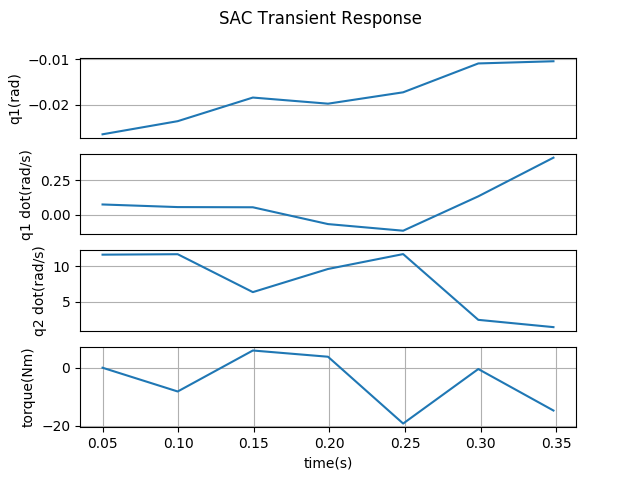 SAC Transient Response
−0.01
−0.02
q1(rad)
0.25
0.00
q1 dot(rad/s)
10
5
q2 dot(rad/s)
0
−20
torque(Nm)
0.05 0.10 0.15 0.20 0.25 0.30 0.35
time(s)